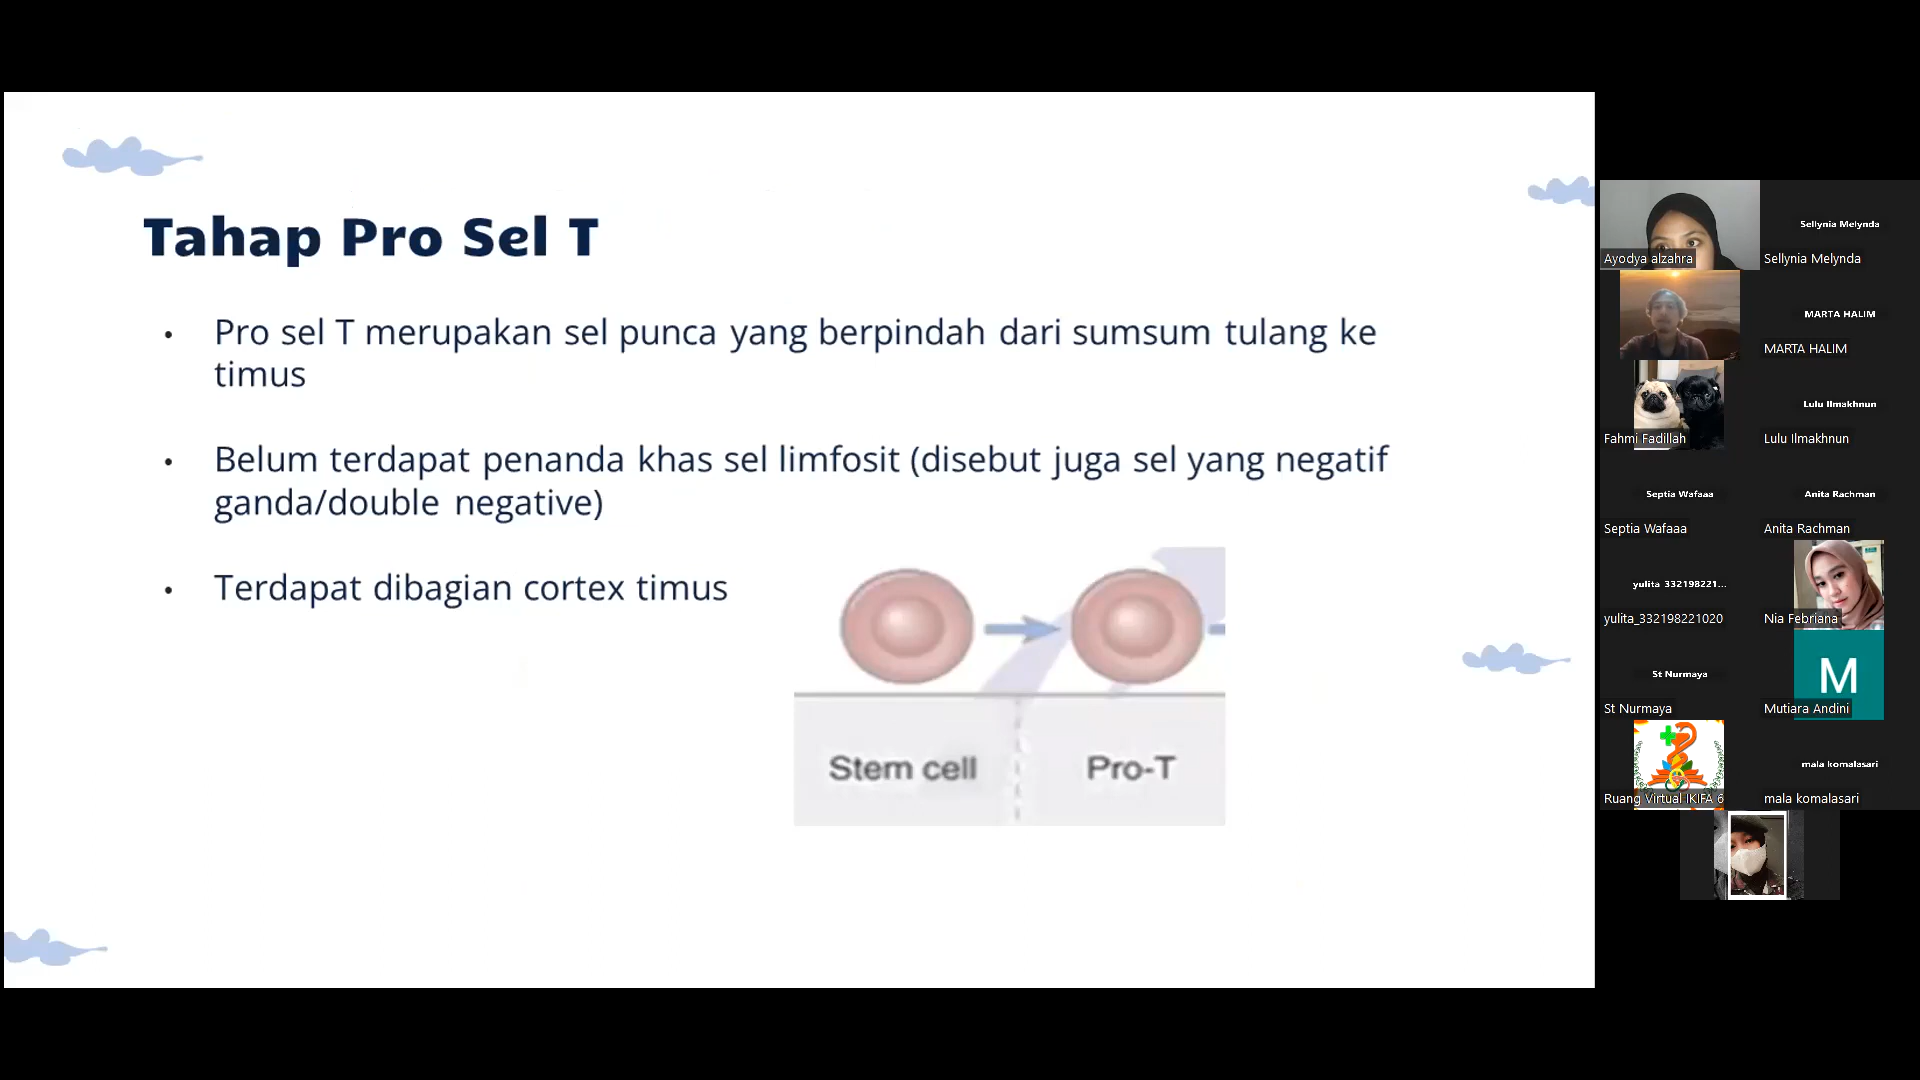 Tahap Pro Sel T
• Pro sel T merupakan sel punca yang berpindah dari sumsum tulang ke
timus
• Belum terdapat penanda khas sel limfosit (disebut juga sel yang negatif
ganda/double negative)
• Terdapat dibagian cortex timus
Stem cell
Pro-T
Ayodya alzahra
Sellynia Melynda
Sellynia Melynda
MARTA HALIM
MARTA HALIM
Fahmi Fadillah
Lulu Ilmakhnun
Lulu Ilmakhnun
Septia Wafaaa
Septia Wafaaa
Anita Rachman
Anita Rachman
yulita_332198221...
yulita_332198221020
Nia Febriana
St Nurmaya
St Nurmaya
M
Mutiara Andini
Ruang Virtual IKIFA 6
mala komalasari
mala komalasari